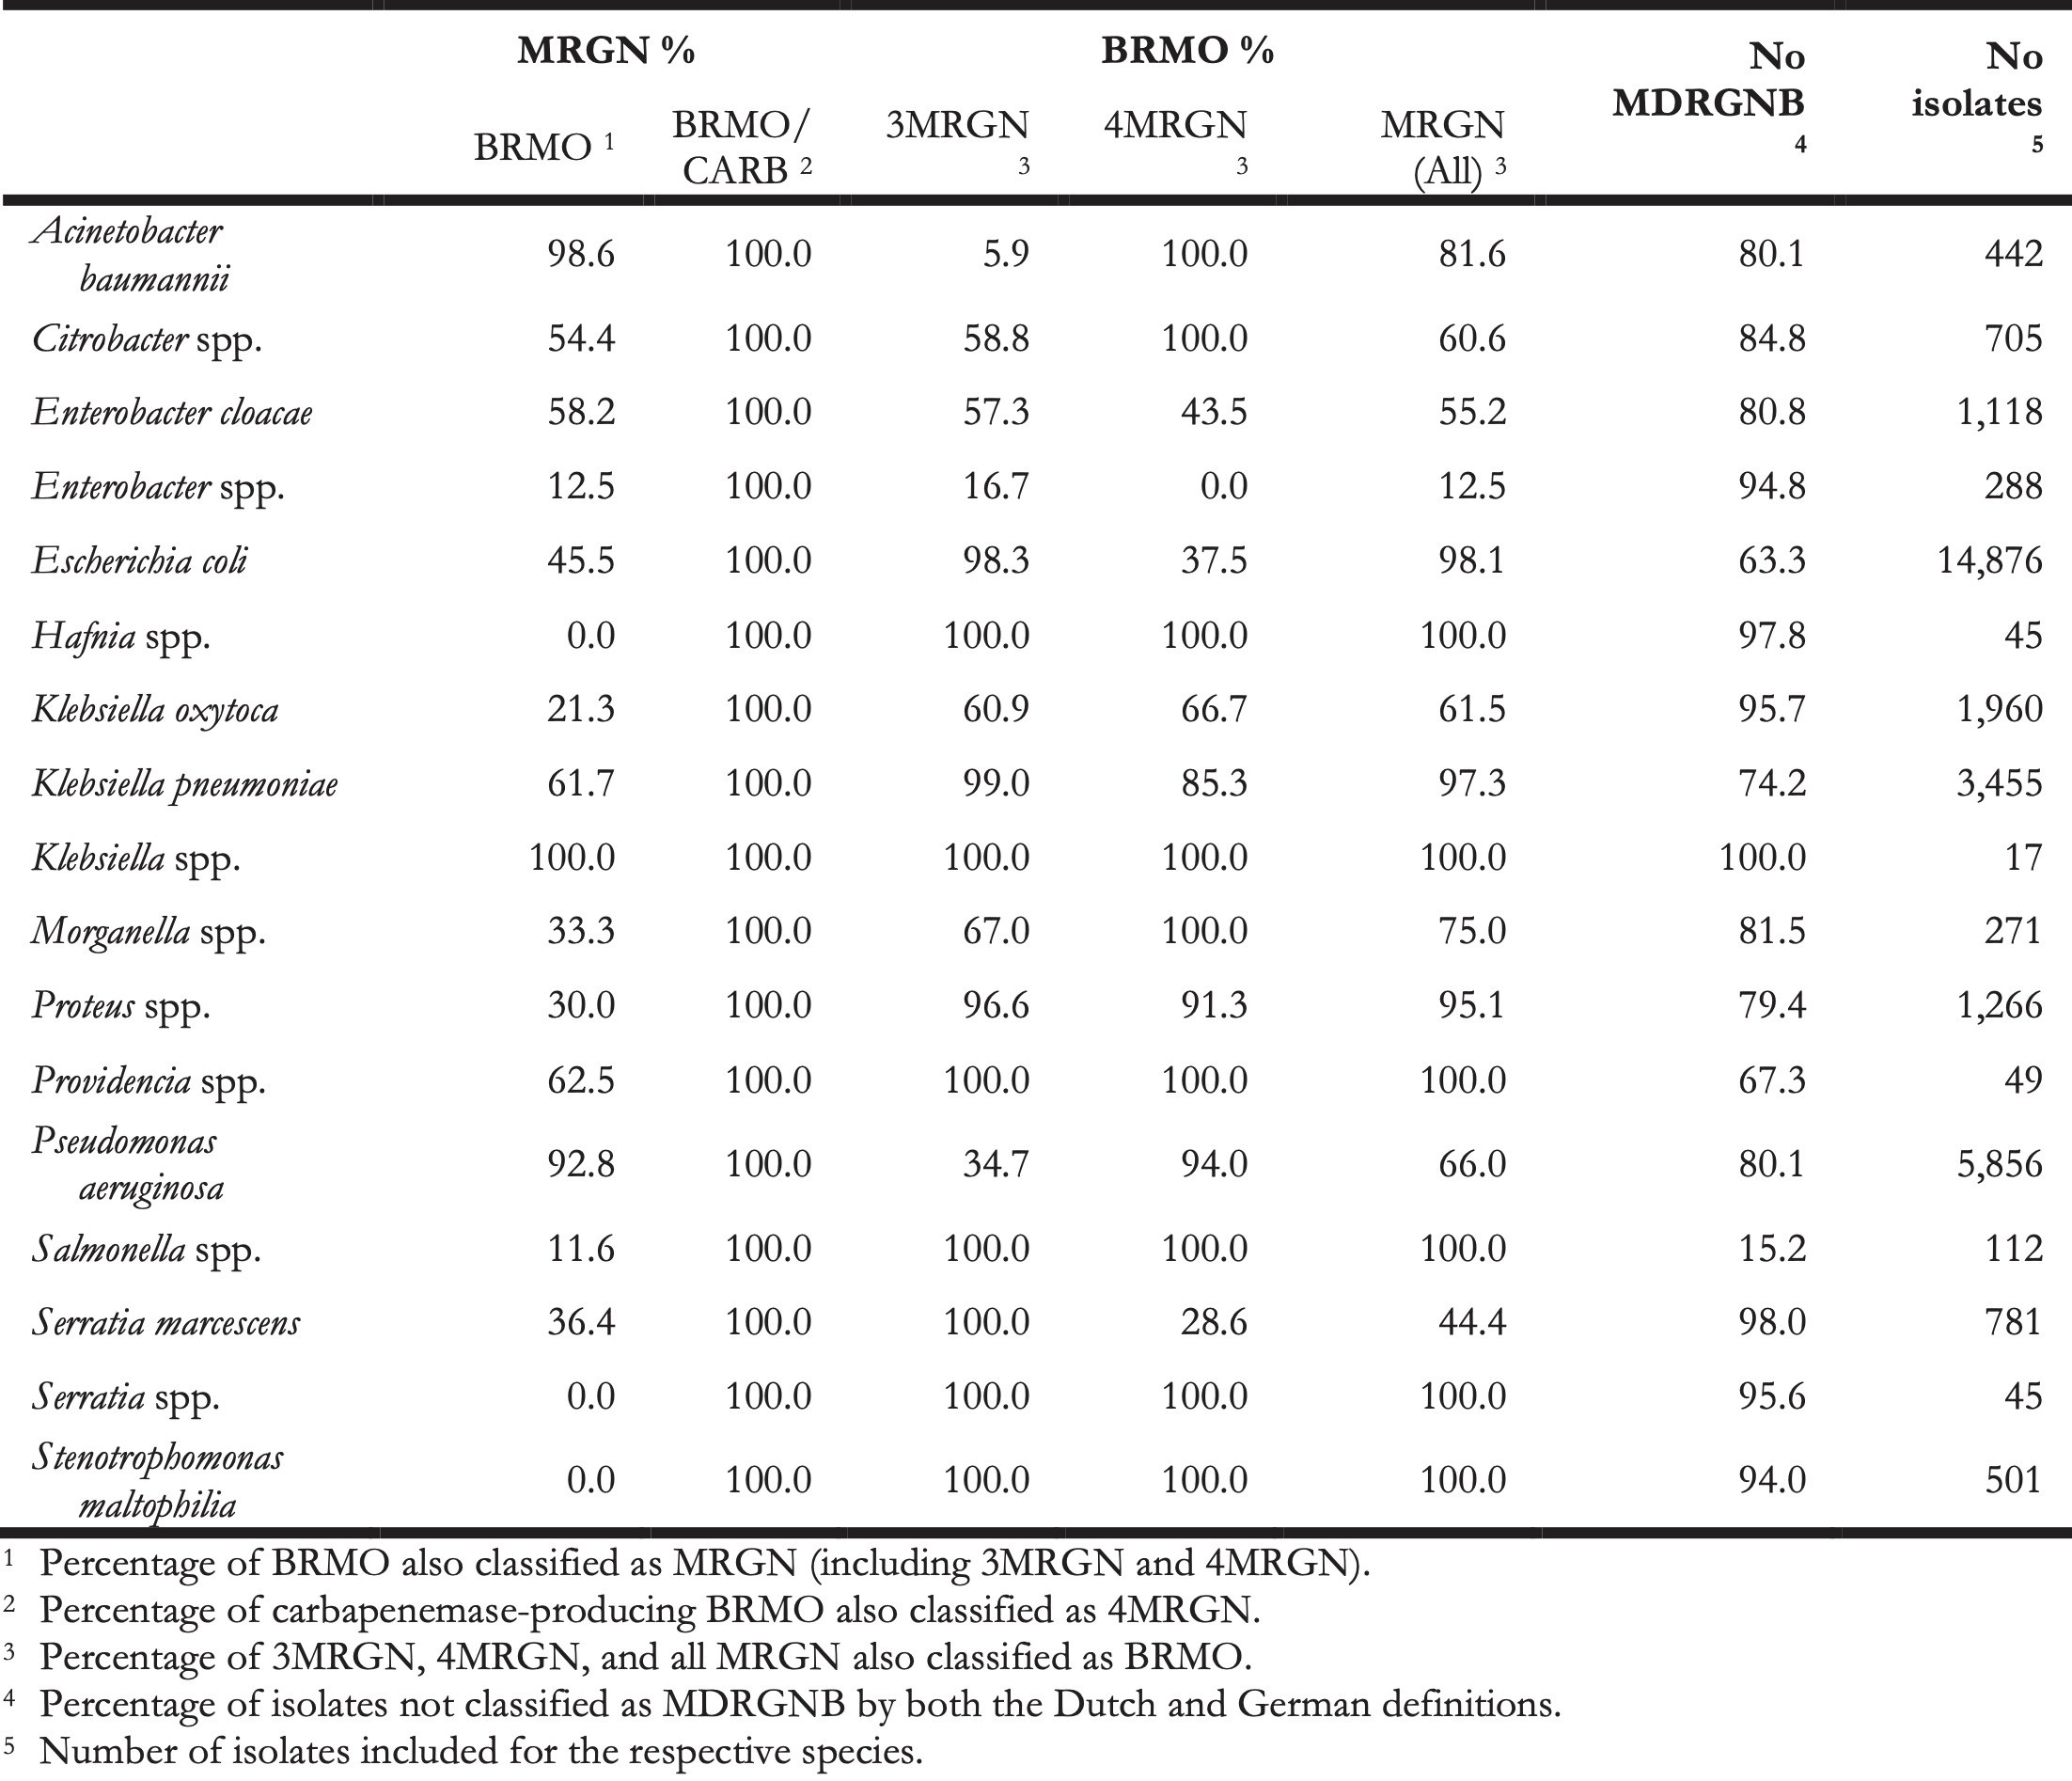 MRGN % BRMO % No MDRGNB 4 No isolates 5
BRMO 1 BRMO/ CARB 2 3MRGN 3 4MRGN 3 MRGN (All) 3
Acinetobacter baumannii 98.6 100.0 5.9 100.0 81.6 80.1 442
Citrobacter spp. 54.4 100.0 58.8 100.0 60.6 84.8 705
Enterobacter cloacae 58.2 100.0 57.3 43.5 55.2 80.8 1,118
Enterobacter spp. 12.5 100.0 16.7 0.0 12.5 94.8 288
Escherichia coli 45.5 100.0 98.3 37.5 98.1 63.3 14,876
Hafnia spp. 0.0 100.0 100.0 100.0 100.0 97.8 45
Klebsiella oxytoca 21.3 100.0 60.9 66.7 61.5 95.7 1,960
Klebsiella pneumoniae 61.7 100.0 99.0 85.3 97.3 74.2 3,455
Klebsiella spp. 100.0 100.0 100.0 100.0 100.0 100.0 17
Morganella spp. 33.3 100.0 67.0 100.0 75.0 81.5 271
Proteus spp. 30.0 100.0 96.6 91.3 95.1 79.4 1,266
Providencia spp. 62.5 100.0 100.0 100.0 100.0 67.3 49
Pseudomonas aeruginosa 92.8 100.0 34.7 94.0 66.0 80.1 5,856
Salmonella spp. 11.6 100.0 100.0 100.0 100.0 15.2 112
Serratia marcescens 36.4 100.0 100.0 28.6 44.4 98.0 781
Serratia spp. 0.0 100.0 100.0 100.0 100.0 95.6 45
Stenotrophomonas maltophilia 0.0 100.0 100.0 100.0 100.0 94.0 501
1 Percentage of BRMO also classified as MRGN (including 3MRGN and 4MRGN).
2 Percentage of carbapenemase-producing BRMO also classified as 4MRGN.
3 Percentage of 3MRGN, 4MRGN, and all MRGN also classified as BRMO.
4 Percentage of isolates not classified as MDRGNB by both the Dutch and German definitions.
5 Number of isolates included for the respective species.